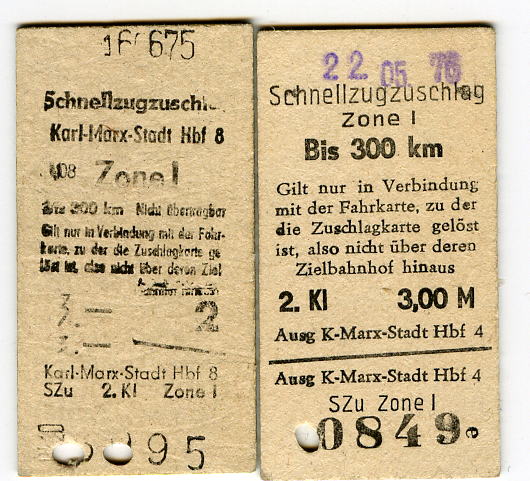 675
Schnellzugzuschl
Karl-Marx-Stadt Hbf 8
Zone I
Bis 300 km Nicht übertragbar
Gilt nur in Verbindung mit der Fahr-
karte, zu der die Zuschlagkarte ge
löst ist, also nicht über deren Ziel
2
Karl-Marx-Stadt Hbf 8
SZu 2. Kl Zone I
95
22. 05 76
Schnellzugzuschlag
Zone I
Bis 300 km
Gilt nur in Verbindung
mit der Fahrkarte, zu der
die Zuschlagkarte gelöst
ist, also nicht über deren
Zielbahnhof hinaus
2. Kl 3,00 M
Ausg K-Marx-Stadt Hbf 4
Ausg K-Marx-Stadt Hbf 4
SZu Zone I
0849